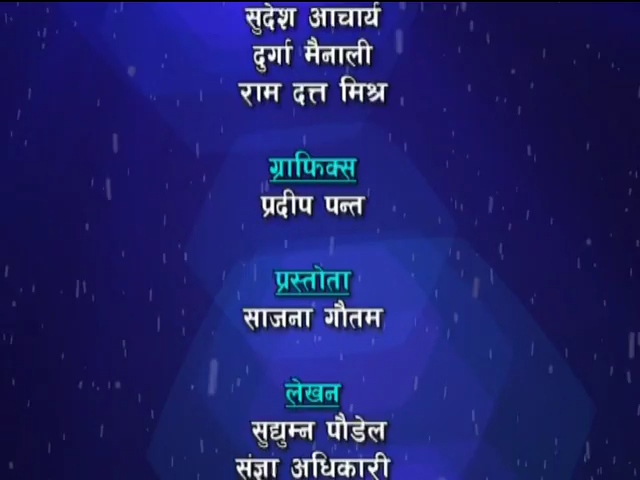 सुदेश आचार्य
दुर्गा मैनाली
राम दत्त मिश्र
ग्राफिक्स
प्रदीप पन्त
प्रस्तोता
साजना गौतम
लेखन
सुद्युम्न पौडेल
संज्ञा अधिकारी